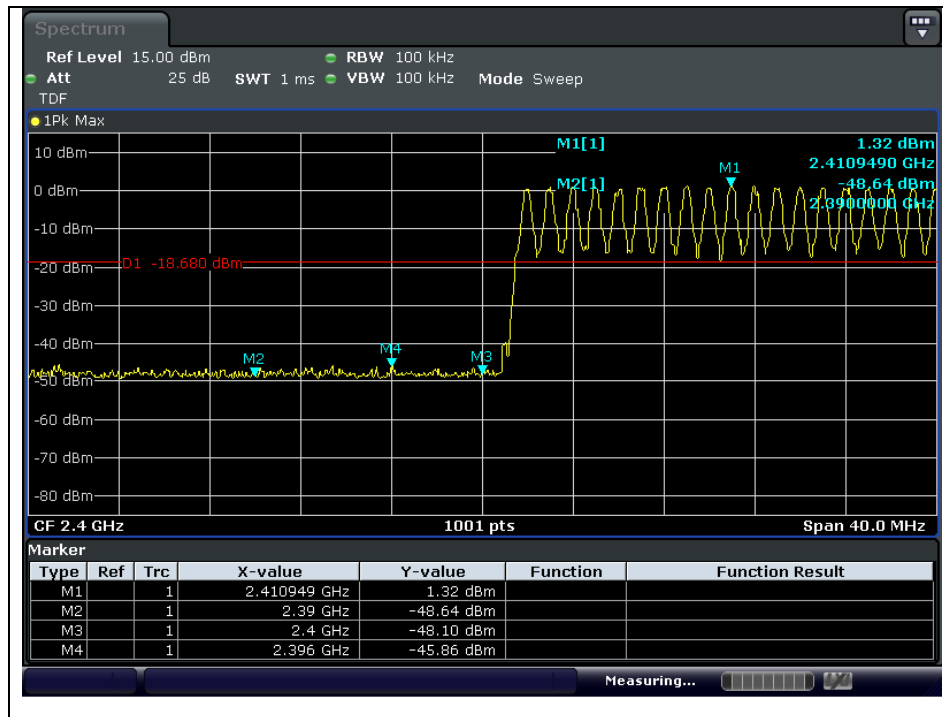 Spectrum
Ref Level 15.00 dBm RBW 100 kHz
Att 25 dB SWT 1 ms VBW 100 kHz Mode Sweep
TDF
1Pk Max
M1[1] 1.32 dBm
2.4109490 GHz
M2[1] -48.64 dBm
2.3900000 GHz
10 dBm
0 dBm
-10 dBm
-20 dBm
D1 -18.680 dBm
-30 dBm
-40 dBm
-50 dBm
-60 dBm
-70 dBm
-80 dBm
M1
M2
M4
M3
CF 2.4 GHz 1001 pts Span 40.0 MHz
Marker
Type Ref Trc X-value Y-value Function Function Result
M1 1 2.410949 GHz 1.32 dBm
M2 1 2.39 GHz -48.64 dBm
M3 1 2.4 GHz -48.10 dBm
M4 1 2.396 GHz -45.86 dBm
Measuring...